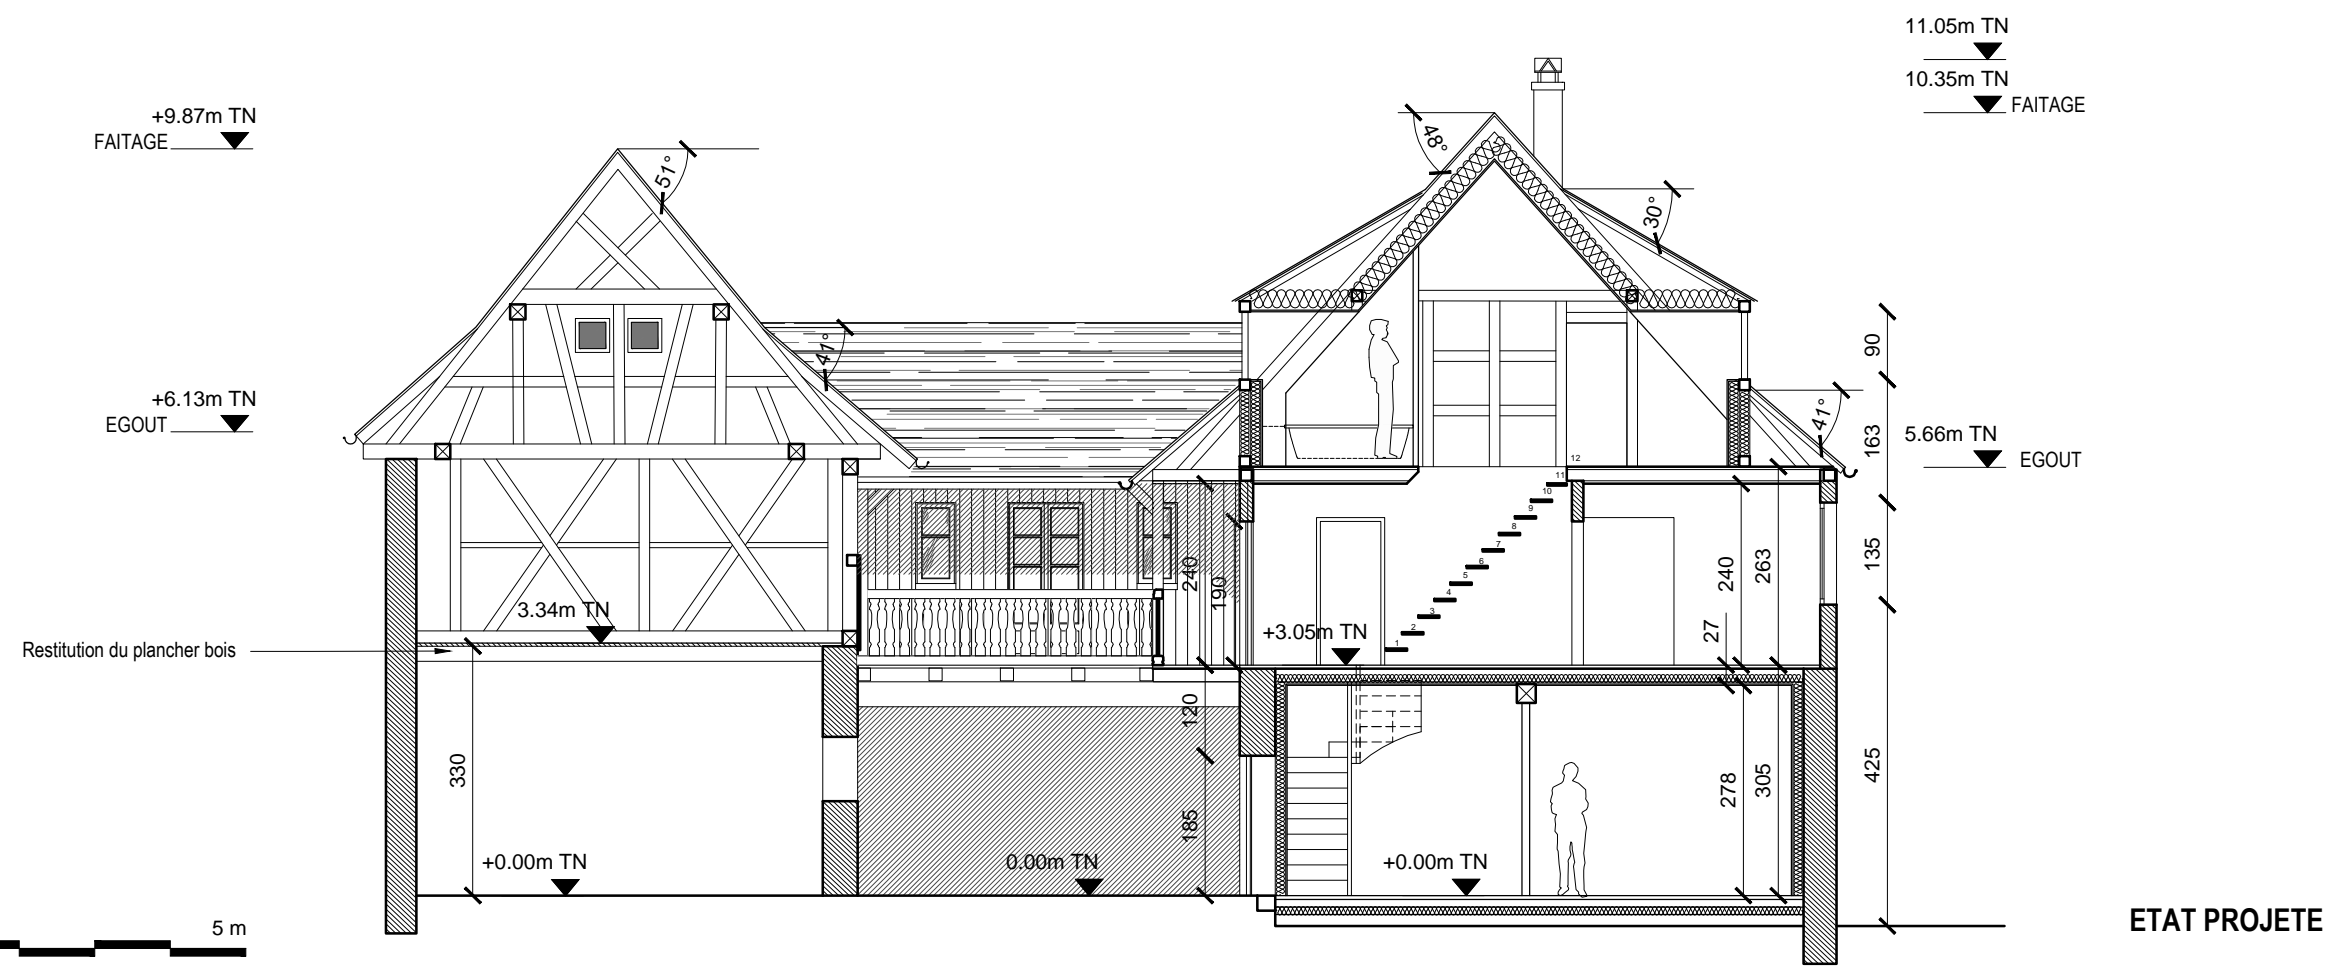 11.05m TN
10.35m TN
FAITAGE
+9.87m TN
FAITAGE
51°
48°
30°
41°
41°
+6.13m TN
EGOUT
5.66m TN
EGOUT
90
163
135
425
12
11
10
9
8
7
6
5
4
3
2
1
240
190
240
263
27
3.34m TN
+3.05m TN
Restitution du plancher bois
120
185
330
278
305
+0.00m TN
0.00m TN
+0.00m TN
5 m
ETAT PROJETE